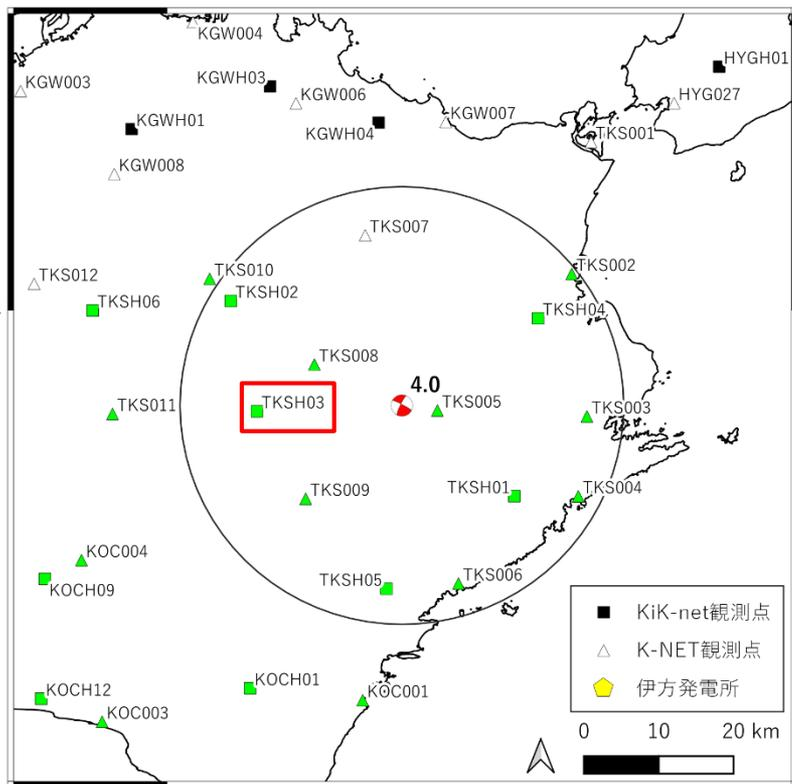 KGW004
HYGH01
KGWH03
KGW003
KGW006
HYG027
KGWH01
KGWH04
KGW007
TKS001
KGW008
TKS007
TKS012
TKS010
TKS002
TKSH06
TKSH02
TKSH04
TKS008
4.0
TKS011
TKSH03
TKS005
TKS003
TKS009
TKSH01
TKS004
KOC004
KOCH09
TKSH05
TKS006
KOCH12
KOC003
KOCH01
KOC001
KiK-net観測点
K-NET観測点
伊方発電所
0 10 20 km